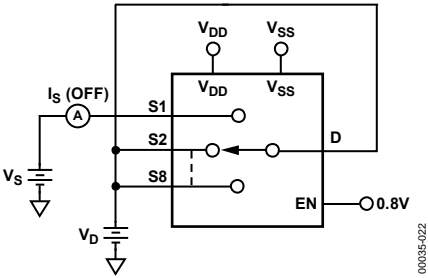 VDD VSS
VDD VSS
IS (OFF)
A
S1
S2
D
S8
VS
EN 0.8V
VD
00035-022